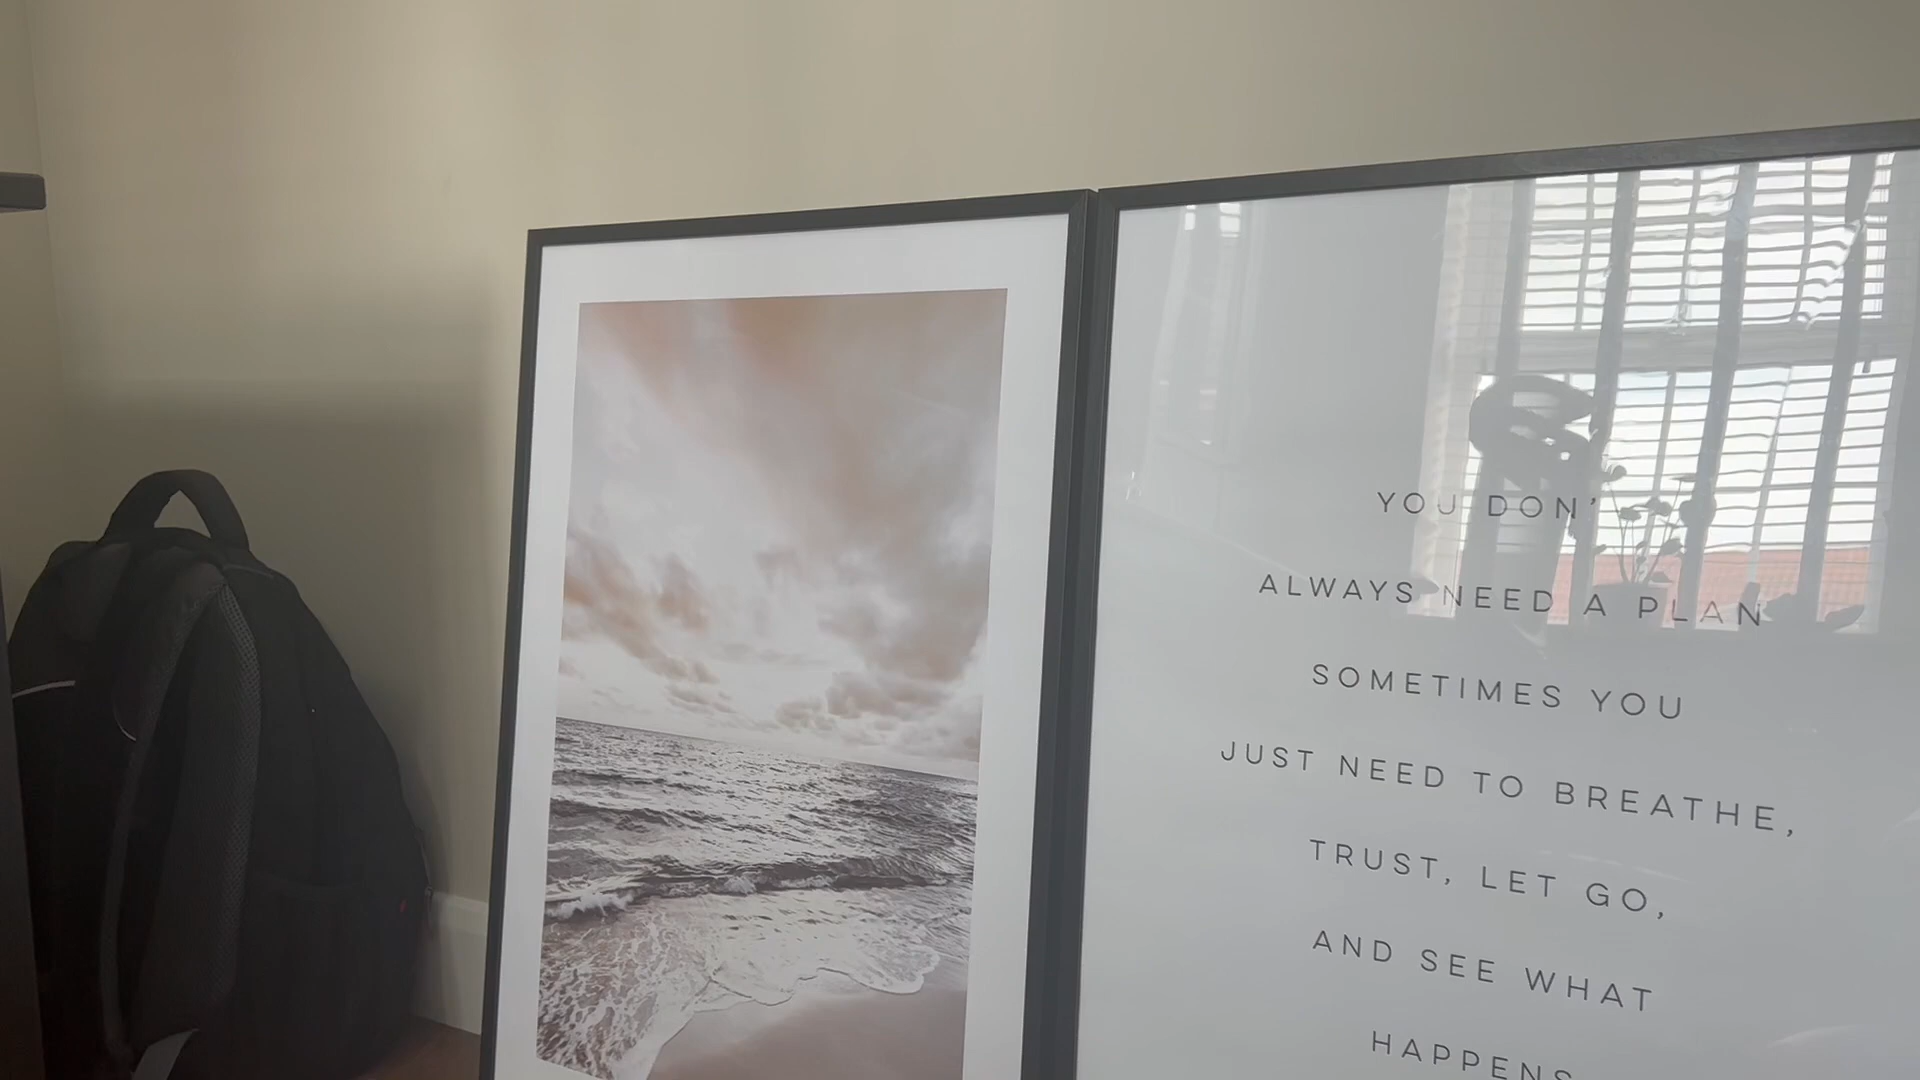 YOU DON'
ALWAYS NEED A PLAN
SOMETIMES YOU
JUST NEED TO BREATHE,
TRUST, LET GO,
AND SEE WHAT
HAPPENS